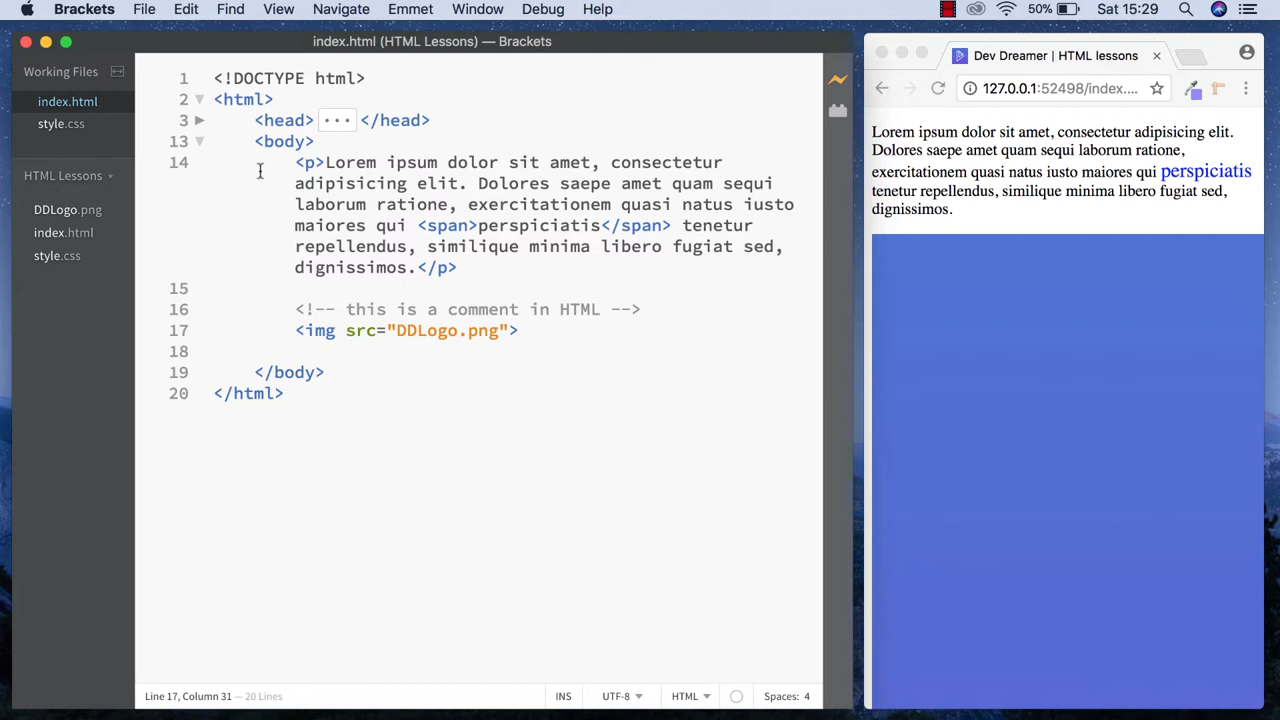 Brackets File Edit Find View Navigate Emmet Window Debug Help 50% Sat 15:29
index.html (HTML Lessons) — Brackets
Working Files
index.html
style.css
HTML Lessons
DDLogo.png
index.html
style.css
1 <!DOCTYPE html>
2 <html>
3 <head> ··· </head>
13 <body>
14 <p>Lorem ipsum dolor sit amet, consectetur
adipisicing elit. Dolores saepe amet quam sequi
laborum ratione, exercitationem quasi natus iusto
maiores qui <span>perspiciatis</span> tenetur
repellendus, similique minima libero fugiat sed,
dignissimos.</p>
15
16 <!-- this is a comment in HTML -->
17 <img src="DDLogo.png">
18
19 </body>
20 </html>
Line 17, Column 31 — 20 Lines INS UTF-8 HTML Spaces: 4
Dev Dreamer | HTML lessons
127.0.0.1:52498/index....
Lorem ipsum dolor sit amet, consectetur adipisicing elit.
Dolores saepe amet quam sequi laborum ratione,
exercitationem quasi natus iusto maiores qui perspiciatis
tenetur repellendus, similique minima libero fugiat sed,
dignissimos.